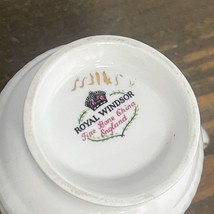 ROYAL WINDSOR
Fine Bone China
England